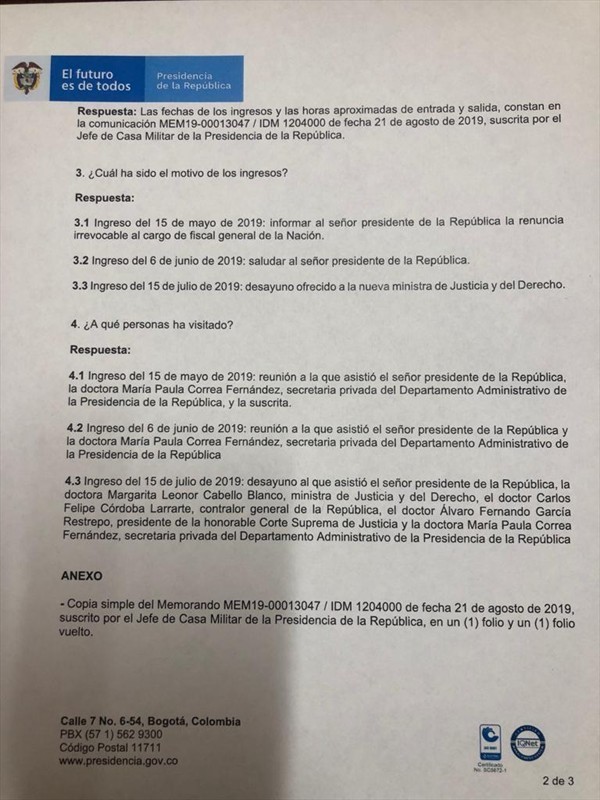 El futuro
es de todos
Presidencia
de la República
Respuesta: Las fechas de los ingresos y las horas aproximadas de entrada y salida, constan en
la comunicación MEM19-00013047 / IDM 1204000 de fecha 21 de agosto de 2019, suscrita por el
Jefe de Casa Militar de la Presidencia de la República.
3. ¿Cuál ha sido el motivo de los ingresos?
Respuesta:
3.1 Ingreso del 15 de mayo de 2019: informar al señor presidente de la República la renuncia
irrevocable al cargo de fiscal general de la Nación.
3.2 Ingreso del 6 de junio de 2019: saludar al señor presidente de la República.
3.3 Ingreso del 15 de julio de 2019: desayuno ofrecido a la nueva ministra de Justicia y del Derecho.
4. ¿A qué personas ha visitado?
Respuesta:
4.1 Ingreso del 15 de mayo de 2019: reunión a la que asistió el señor presidente de la República,
la doctora María Paula Correa Fernández, secretaria privada del Departamento Administrativo de
la Presidencia de la República, y la suscrita.
4.2 Ingreso del 6 de junio de 2019: reunión a la que asistió el señor presidente de la República y
la doctora María Paula Correa Fernández, secretaria privada del Departamento Administrativo de
la Presidencia de la República
4.3 Ingreso del 15 de julio de 2019: desayuno al que asistió el señor presidente de la República, la
doctora Margarita Leonor Cabello Blanco, ministra de Justicia y del Derecho, el doctor Carlos
Felipe Córdoba Larrarte, contralor general de la República, el doctor Álvaro Fernando García
Restrepo, presidente de la honorable Corte Suprema de Justicia y la doctora María Paula Correa
Fernández, secretaria privada del Departamento Administrativo de la Presidencia de la República
ANEXO
- Copia simple del Memorando MEM19-00013047 / IDM 1204000 de fecha 21 de agosto de 2019,
suscrito por el Jefe de Casa Militar de la Presidencia de la República, en un (1) folio y un (1) folio
vuelto.
Calle 7 No. 6-54, Bogotá, Colombia
PBX (57 1) 562 9300
Código Postal 11711
www.presidencia.gov.co
IQNet
Certificado
2 de 3